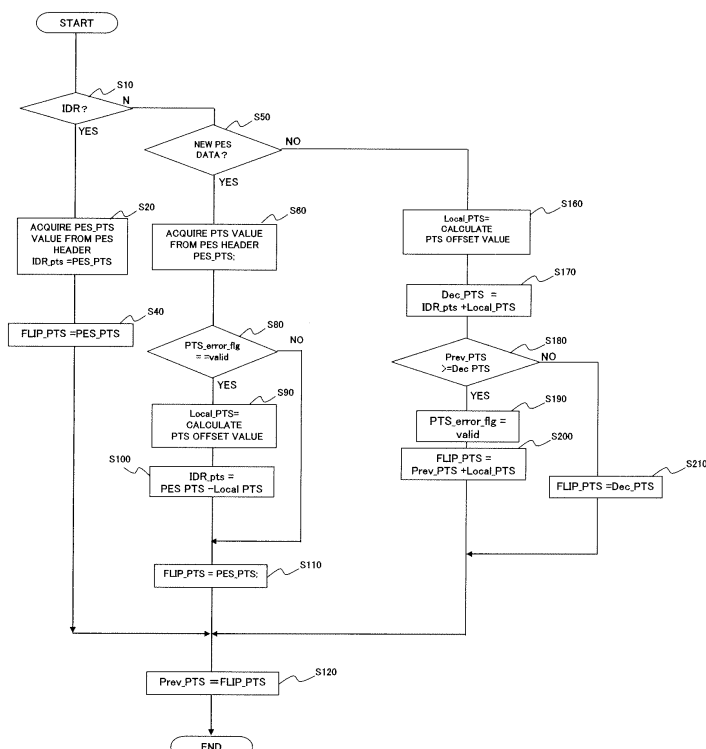 START
S10
IDR?
N
YES
S50
NEW PES
DATA?
NO
YES
S20
ACQUIRE PES_PTS
VALUE FROM PES
HEADER
IDR_pts =PES_PTS
S60
ACQUIRE PTS VALUE
FROM PES HEADER
PES_PTS;
S160
Local_PTS=
CALCULATE
PTS OFFSET VALUE
S170
Dec_PTS =
IDR_pts +Local_PTS
S40
FLIP_PTS =PES_PTS
S80
PTS_error_flg
= =valid
NO
YES
S180
Prev_PTS
>=Dec PTS
NO
YES
S90
Local_PTS=
CALCULATE
PTS OFFSET VALUE
S190
PTS_error_flg =
valid
S200
FLIP_PTS =
Prev_PTS +Local_PTS
S100
IDR_pts =
PES PTS -Local PTS
S210
FLIP_PTS =Dec_PTS
S110
FLIP_PTS = PES_PTS;
S120
Prev_PTS =FLIP_PTS
END